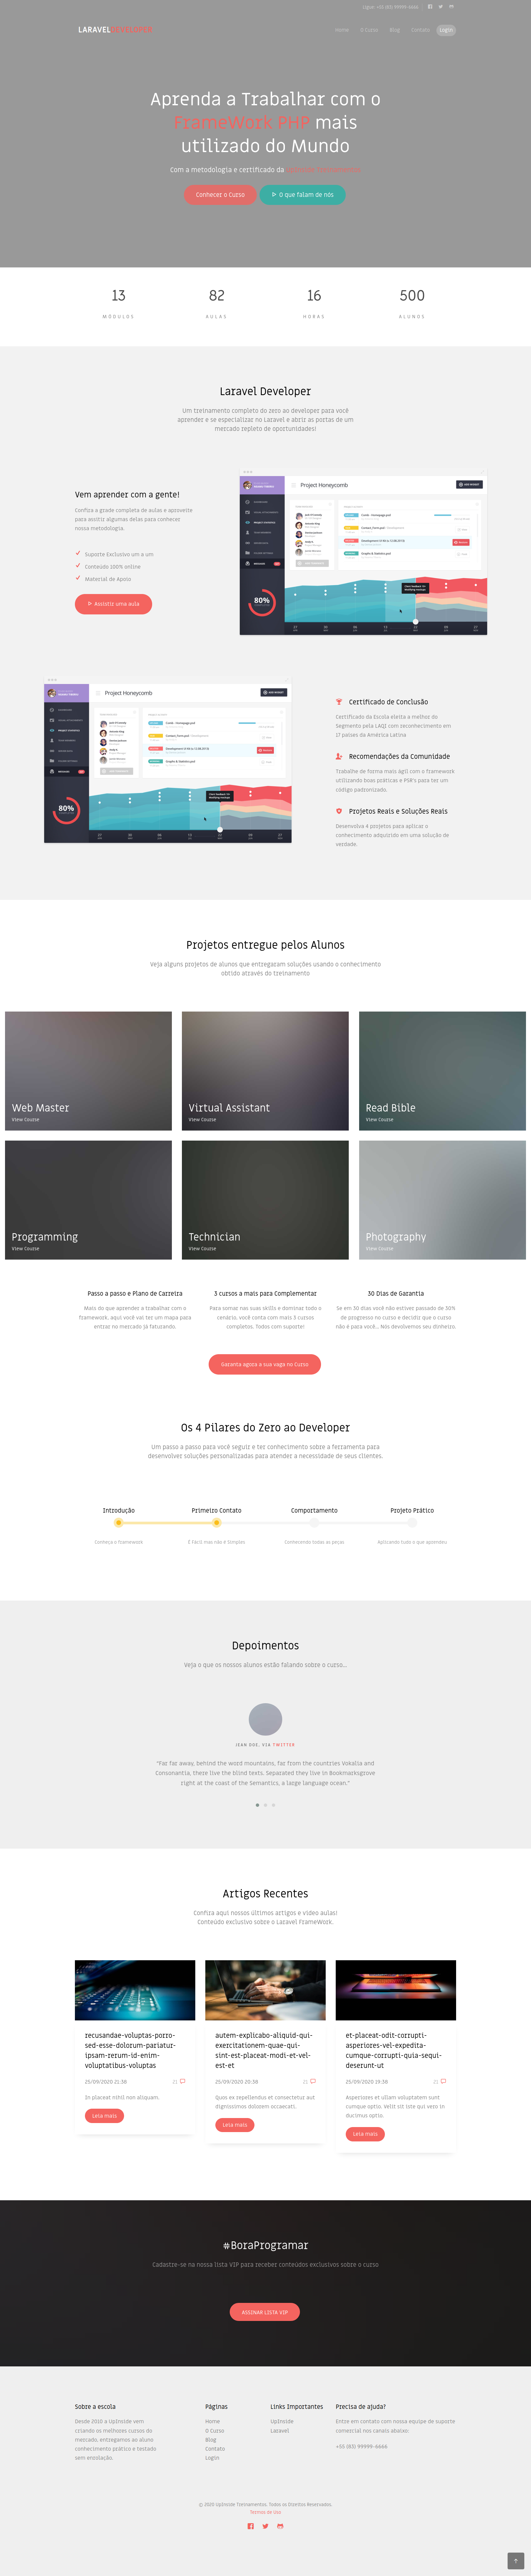 Ligue: +55 (83) 99999-6666
LARAVELDEVELOPER
Home O Curso Blog Contato Login
Aprenda a Trabalhar com o
FrameWork PHP mais
utilizado do Mundo
Com a metodologia e certificado da
Conhecer o Curso
O que falam de nós
13 82 16 500
MÓDULOS AULAS HORAS ALUNOS
Laravel Developer
Um treinamento completo do zero ao developer para você
aprender e se especializar no Laravel e abrir as portas de um
mercado repleto de oportunidades!
Vem aprender com a gente!
Confira a grade completa de aulas e aproveite
para assitir algumas delas para conhecer
nossa metodologia.
Suporte Exclusivo um a um
Conteúdo 100% online
Material de Apoio
Assistir uma aula
Project Honeycomb
80%
Project Honeycomb
80%
Certificado de Conclusão
Certificado da Escola eleita a melhor do
Segmento pela LAQI com reconhecimento em
17 países da América Latina
Recomendações da Comunidade
Trabalhe de forma mais ágil com o framework
utilizando boas práticas e PSR's para ter um
código padronizado.
Projetos Reais e Soluções Reais
Desenvolva 4 projetos para aplicar o
conhecimento adquirido em uma solução de
verdade.
Projetos entregue pelos Alunos
Veja alguns projetos de alunos que entregaram soluções usando o conhecimento
obtido através do treinamento
Web Master
View Course
Virtual Assistant
View Course
Read Bible
View Course
Programming
View Course
Technician
View Course
Photography
View Course
Passo a passo e Plano de Carreira
Mais do que aprender a trabalhar com o
framework, aqui você vai ter um mapa para
entrar no mercado já faturando.
3 cursos a mais para Complementar
Para somar nas suas skills e dominar todo o
cenário, você conta com mais 3 cursos
completos. Todos com suporte!
30 Dias de Garantia
Se em 30 dias você não estiver passado de 30%
de progresso no curso e decidir que o curso
não é para você... Nós devolvemos seu dinheiro.
Garanta agora a sua vaga no Curso
Os 4 Pilares do Zero ao Developer
Um passo a passo para você seguir e ter conhecimento sobre a ferramenta para
desenvolver soluções personalizadas para atender a necessidade de seus clientes.
Introdução Primeiro Contato Comportamento Projeto Prático
Conheça o framework
É Fácil mas não é Simples
Conhecendo todas as peças
Aplicando tudo o que aprendeu
Depoimentos
Veja o que os nossos alunos estão falando sobre o curso...
JEAN DOE, VIA TWITTER
"Far far away, behind the word mountains, far from the countries Vokalia and
Consonantia, there live the blind texts. Separated they live in Bookmarksgrove
right at the coast of the Semantics, a large language ocean."
Artigos Recentes
Confira aqui nossos últimos artigos e vídeo aulas!
Conteúdo exclusivo sobre o Laravel FrameWork.
recusandae-voluptas-porro-
sed-esse-dolorum-pariatur-
ipsam-rerum-id-enim-
voluptatibus-voluptas
25/09/2020 21:38 21
In placeat nihil non aliquam.
Leia mais
autem-explicabo-aliquid-qui-
exercitationem-quae-qui-
sint-est-placeat-modi-et-vel-
est-et
25/09/2020 20:38 21
Quos ex repellendus et consectetur aut
dignissimos dolorem occaecati.
Leia mais
et-placeat-odit-corrupti-
asperiores-vel-expedita-
cumque-corrupti-quia-sequi-
deserunt-ut
25/09/2020 19:38 21
Asperiores et ullam voluptatem sunt
cumque optio. Velit sit iste qui vero in
ducimus optio.
Leia mais
#BoraProgramar
Cadastre-se na nossa lista VIP para receber conteúdos exclusivos sobre o curso
ASSINAR LISTA VIP
Sobre a escola
Desde 2010 a UpInside vem
criando os melhores cursos do
mercado, entregamos ao aluno
conhecimento prático e testado
sem enrolação.
Páginas
Home
O Curso
Blog
Contato
Login
Links Importantes
UpInside
Laravel
Precisa de ajuda?
Entre em contato com nossa equipe de suporte
comercial nos canais abaixo:
+55 (83) 99999-6666
© 2020 UpInside Treinamentos. Todos os Direitos Reservados.
Termos de Uso